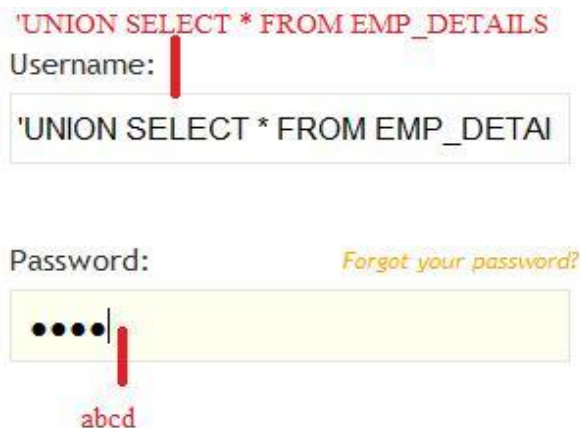 'UNION SELECT * FROM EMP_DETAILS
Username:
'UNION SELECT * FROM EMP_DETAI
Password: Forgot your password?
●●●●
abcd